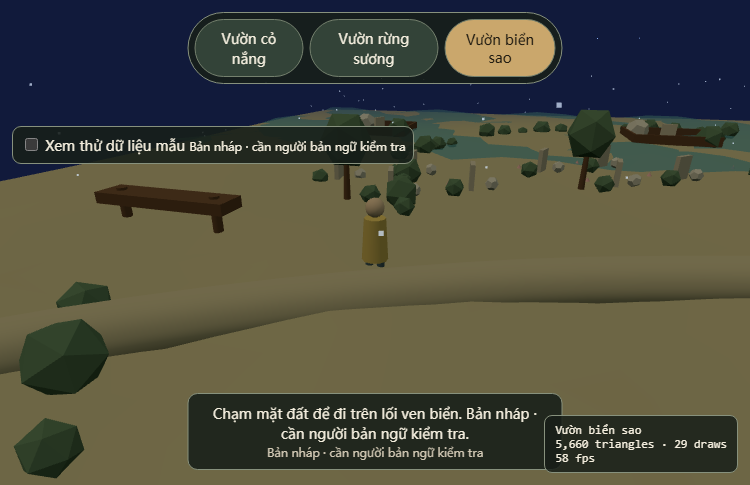 Vườn cỏ
nắng
Vườn rừng
sương
Vườn biển
sao
Xem thử dữ liệu mẫu Bản nháp · cần người bản ngữ kiểm tra
Chạm mặt đất để đi trên lối ven biển. Bản nháp ·
cần người bản ngữ kiểm tra.
Bản nháp · cần người bản ngữ kiểm tra
Vườn biển sao
5,660 triangles · 29 draws
58 fps